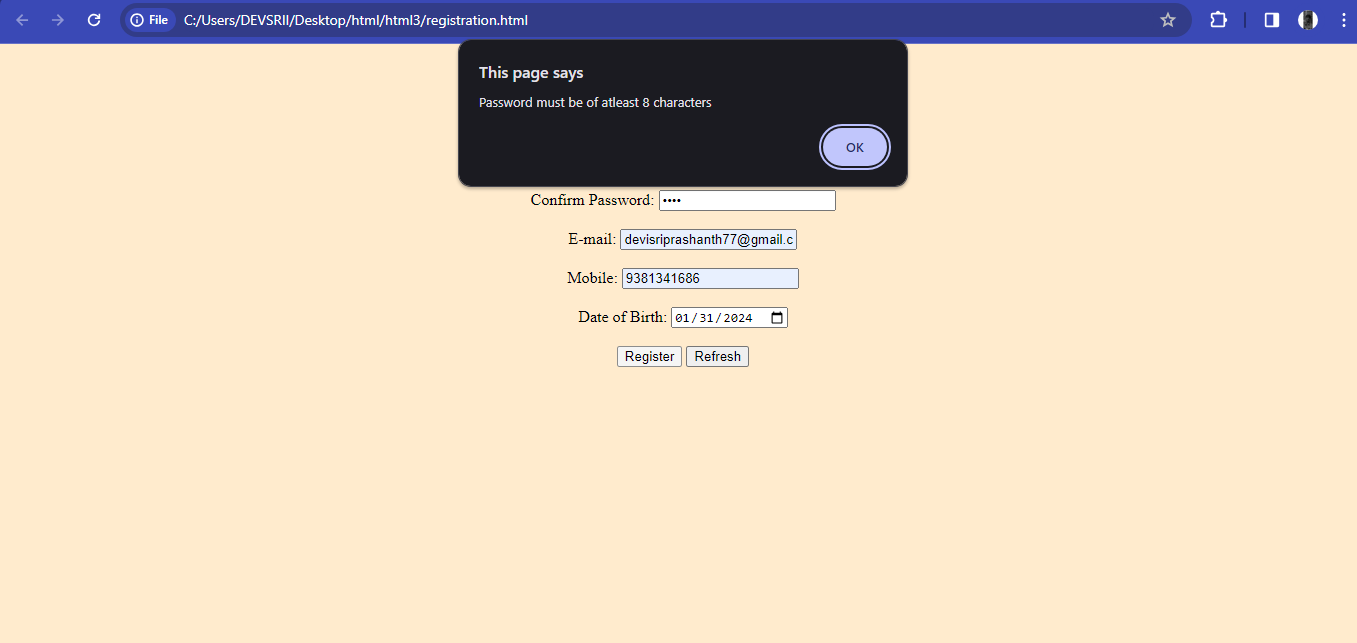 File C:/Users/DEVSRII/Desktop/html/html3/registration.html
This page says
Password must be of atleast 8 characters
OK
Confirm Password: ••••
E-mail: devisriprashanth77@gmail.c
Mobile: 9381341686
Date of Birth: 01/31/2024
Register Refresh